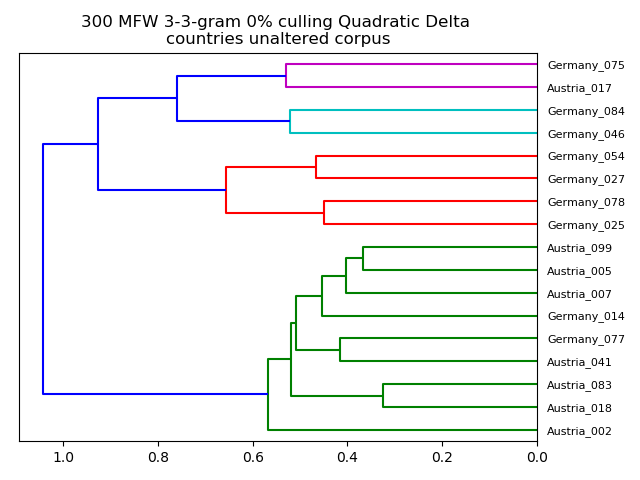 300 MFW 3-3-gram 0% culling Quadratic Delta
countries unaltered corpus
Germany_075
Austria_017
Germany_084
Germany_046
Germany_054
Germany_027
Germany_078
Germany_025
Austria_099
Austria_005
Austria_007
Germany_014
Germany_077
Austria_041
Austria_083
Austria_018
Austria_002
1.0 0.8 0.6 0.4 0.2 0.0